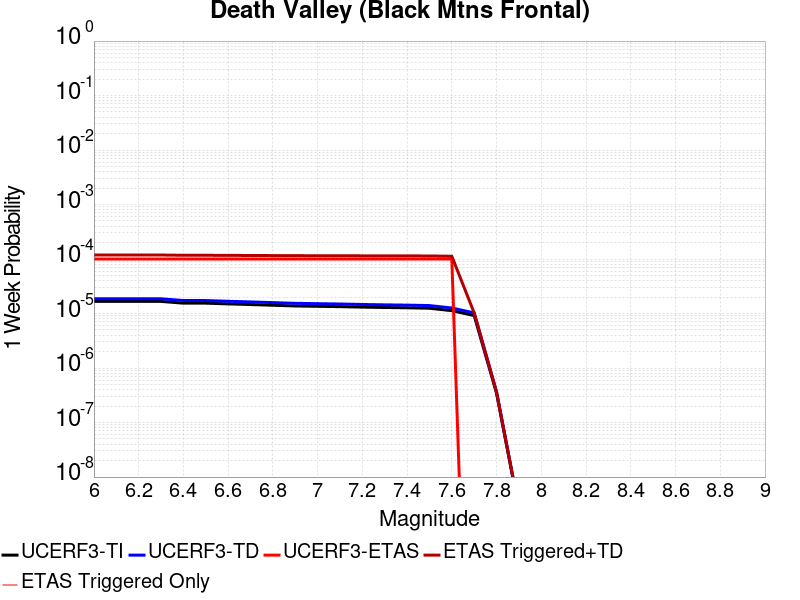 Death Valley (Black Mtns Frontal)
10^0
10^-1
10^-2
10^-3
10^-4
10^-5
10^-6
10^-7
10^-8
1 Week Probability
6 6.2 6.4 6.6 6.8 7 7.2 7.4 7.6 7.8 8 8.2 8.4 8.6 8.8 9
Magnitude
UCERF3-TI UCERF3-TD UCERF3-ETAS ETAS Triggered+TD
ETAS Triggered Only